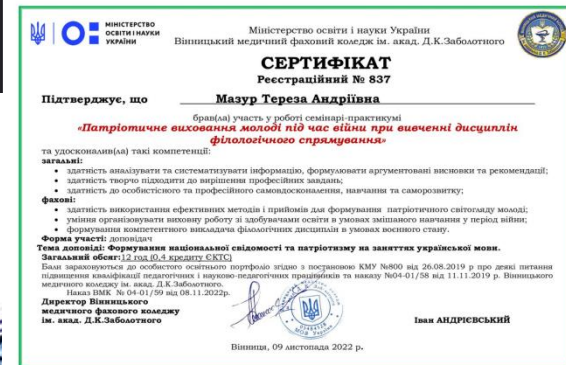 МІНІСТЕРСТВО
ОСВІТИ І НАУКИ
УКРАЇНИ
Міністерство освіти і науки України
Вінницький медичний фаховий коледж ім. акад. Д.К.Заболотного
СЕРТИФІКАТ
Реєстраційний № 837
Підтверджує, що Мазур Тереза Андріївна
брав(ла) участь у роботі семінарі-практикумі
«Патріотичне виховання молоді під час війни при вивченні дисциплін
філологічного спрямування»
та удосконалив(ла) такі компетенції:
загальні:
• здатність аналізувати та систематизувати інформацію, формулювати аргументовані висновки та рекомендації;
• здатність творчо підходити до вирішення професійних завдань;
• здатність до особистісного та професійного самовдосконалення, навчання та саморозвитку;
фахові:
• здатність використання ефективних методів і прийомів для формування патріотичного світогляду молоді;
• уміння організовувати виховну роботу зі здобувачами освіти в умовах змішаного навчання у період війни;
• формування компетентного викладача філологічних дисциплін в умовах воєнного стану.
Форма участі: доповідач
Тема доповіді: Формування національної свідомості та патріотизму на заняттях української мови.
Загальний обсяг:12 год (0,4 кредиту ЄКТС)
Бали зараховуються до особистого освітнього портфоліо згідно з постановою КМУ №800 від 26.08.2019 р про деякі питання
підвищення кваліфікації педагогічних і науково-педагогічних працівників та наказу №04-01/58 від 11.11.2019 р. Вінницького
медичного коледжу ім. акад. Д.К.Заболотного.
Наказ ВМК № 04-01/59 від 08.11.2022р.
Директор Вінницького
медичного фахового коледжу
ім. акад. Д.К.Заболотного Іван АНДРІЄВСЬКИЙ
Вінниця, 09 листопада 2022 р.